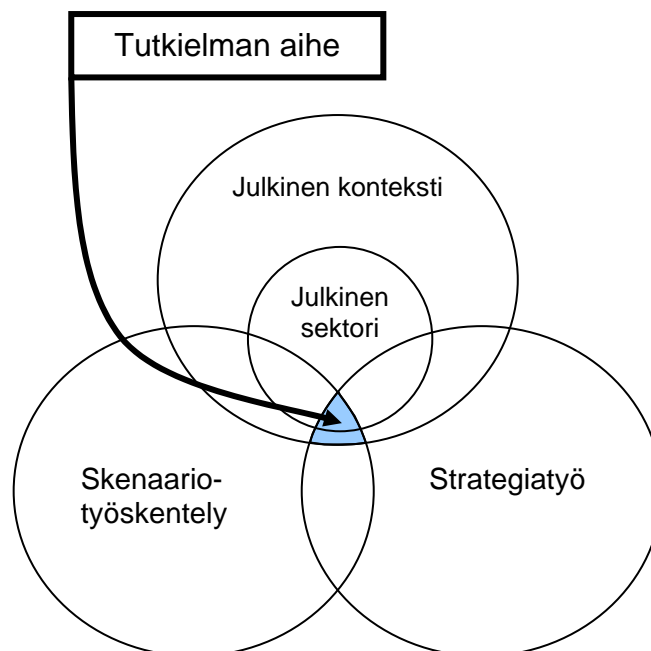 Tutkielman aihe
Julkinen konteksti
Julkinen
sektori
Skenaario-
työskentely
Strategiatyö